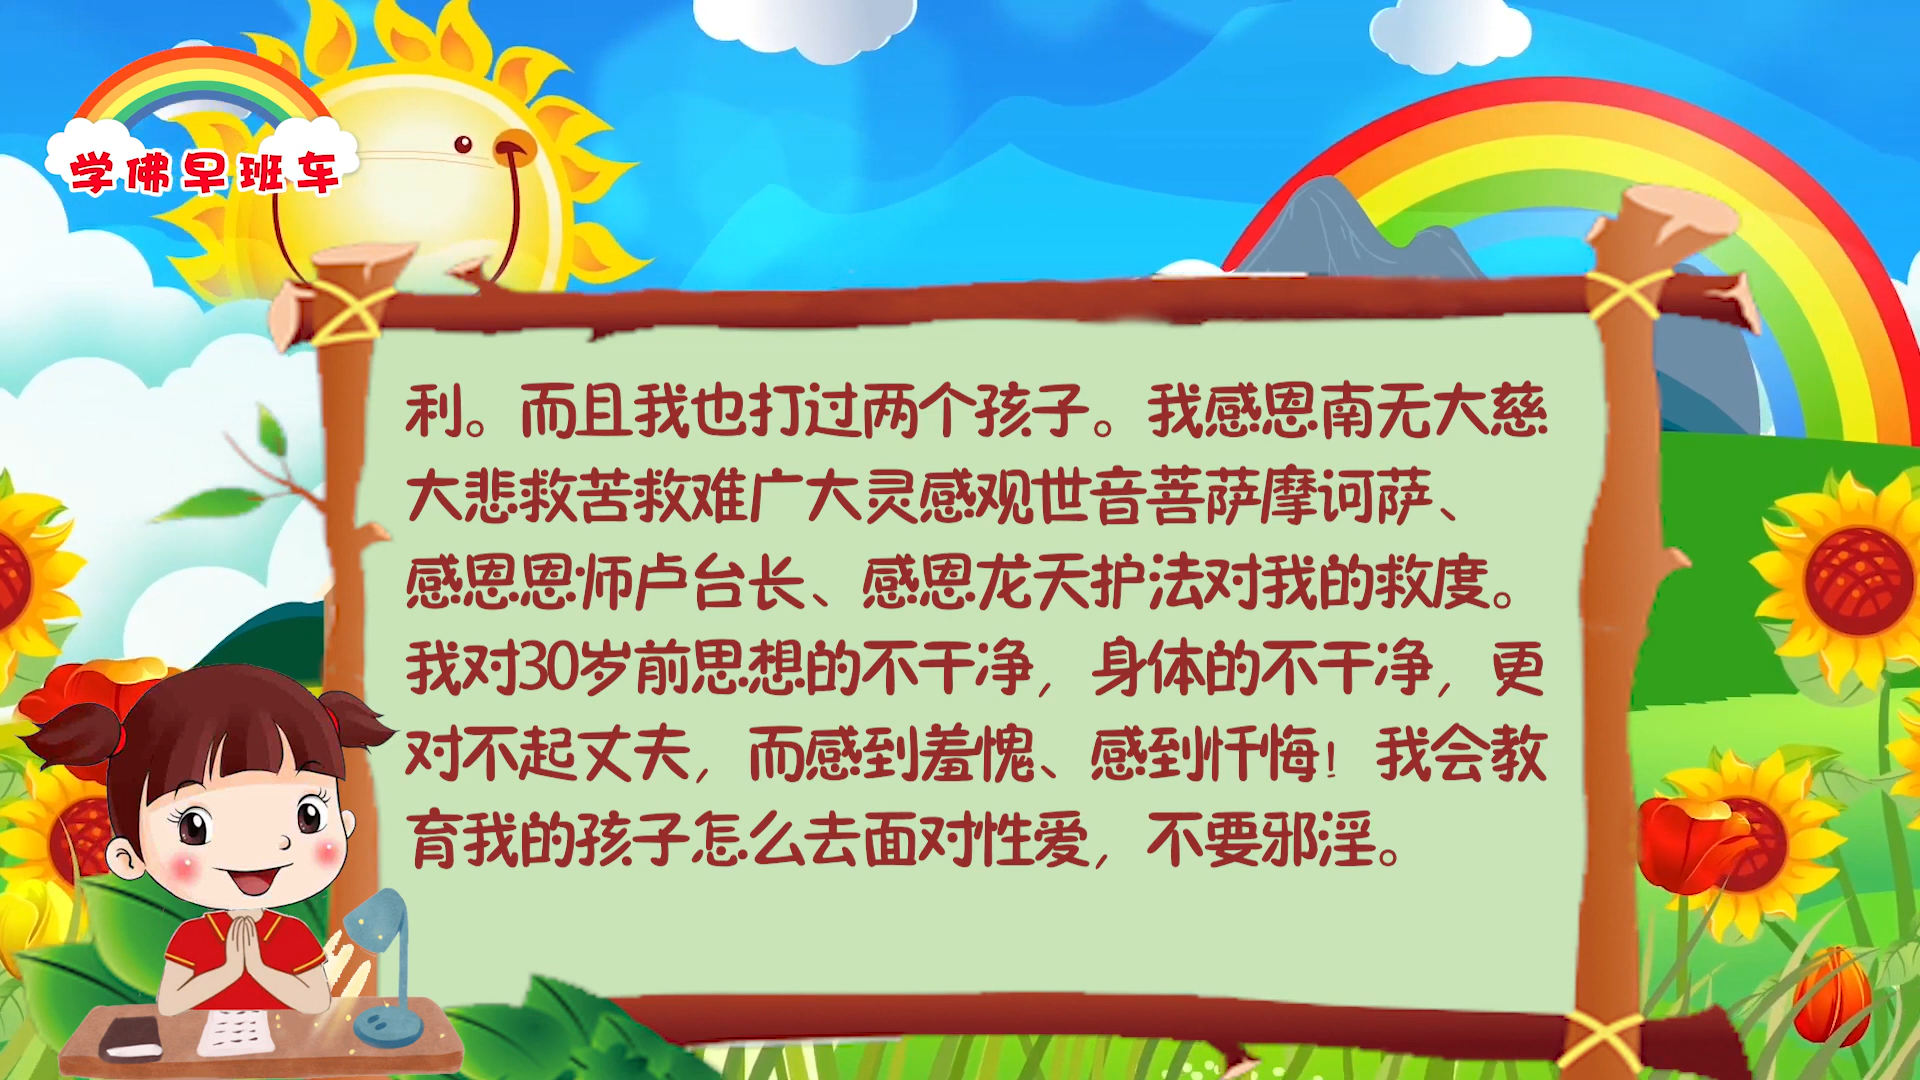 学佛早班车
利。而且我也打过两个孩子。我感恩南无大慈
大悲救苦救难广大灵感观世音菩萨摩诃萨、
感恩恩师卢台长、感恩龙天护法对我的救度。
我对30岁前思想的不干净，身体的不干净，更
对不起丈夫，而感到羞愧、感到忏悔！我会教
育我的孩子怎么去面对性爱，不要邪淫。